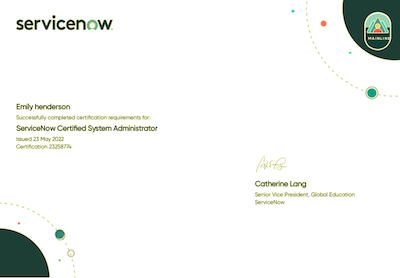 servicenow
MAINLINE
Emily henderson
Successfully completed certification requirements for:
ServiceNow Certified System Administrator
Issued 23 May 2022
Certification 23258774
Catherine Lang
Senior Vice President, Global Education
ServiceNow